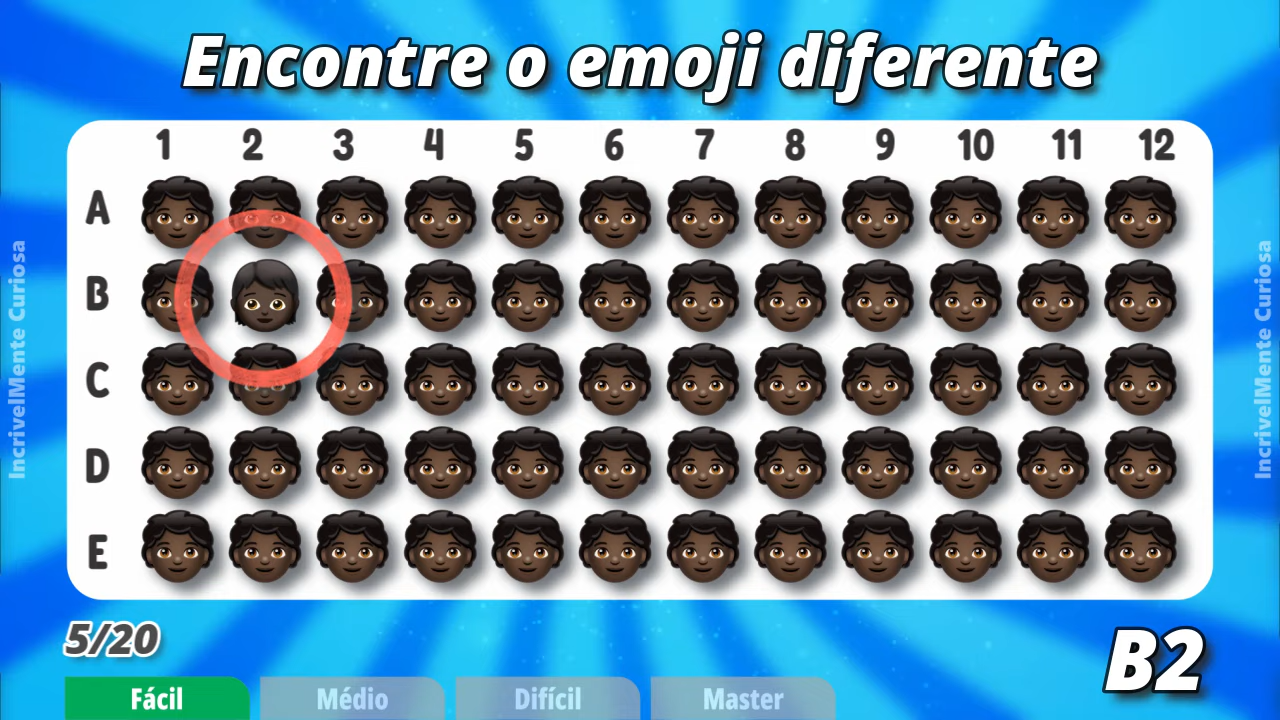 Encontre o emoji diferente
1 2 3 4 5 6 7 8 9 10 11 12
A
B
C
D
E
IncrivelMente Curiosa
IncrivelMente Curiosa
5/20
B2
Fácil Médio Difícil Master